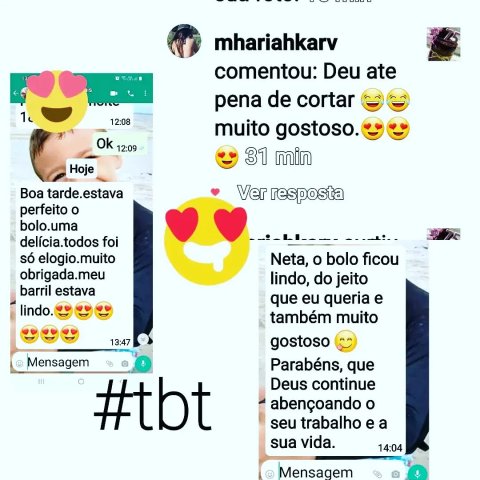 mhariahkarv
comentou: Deu ate
pena de cortar 😂😂
muito gostoso.😍😍
😍 31 min
Ver resposta
12:08
Ok 12:09
Hoje
Boa tarde.estava
perfeito o
bolo.uma
delícia.todos foi
só elogio.muito
obrigada.meu
barril estava
lindo.😍😍😍
😍😍😍
13:47
Mensagem
Neta, o bolo ficou
lindo, do jeito
que eu queria e
também muito
gostoso 😋
Parabéns, que
Deus continue
abençoando o
seu trabalho e a
sua vida.
14:04
Mensagem
#tbt